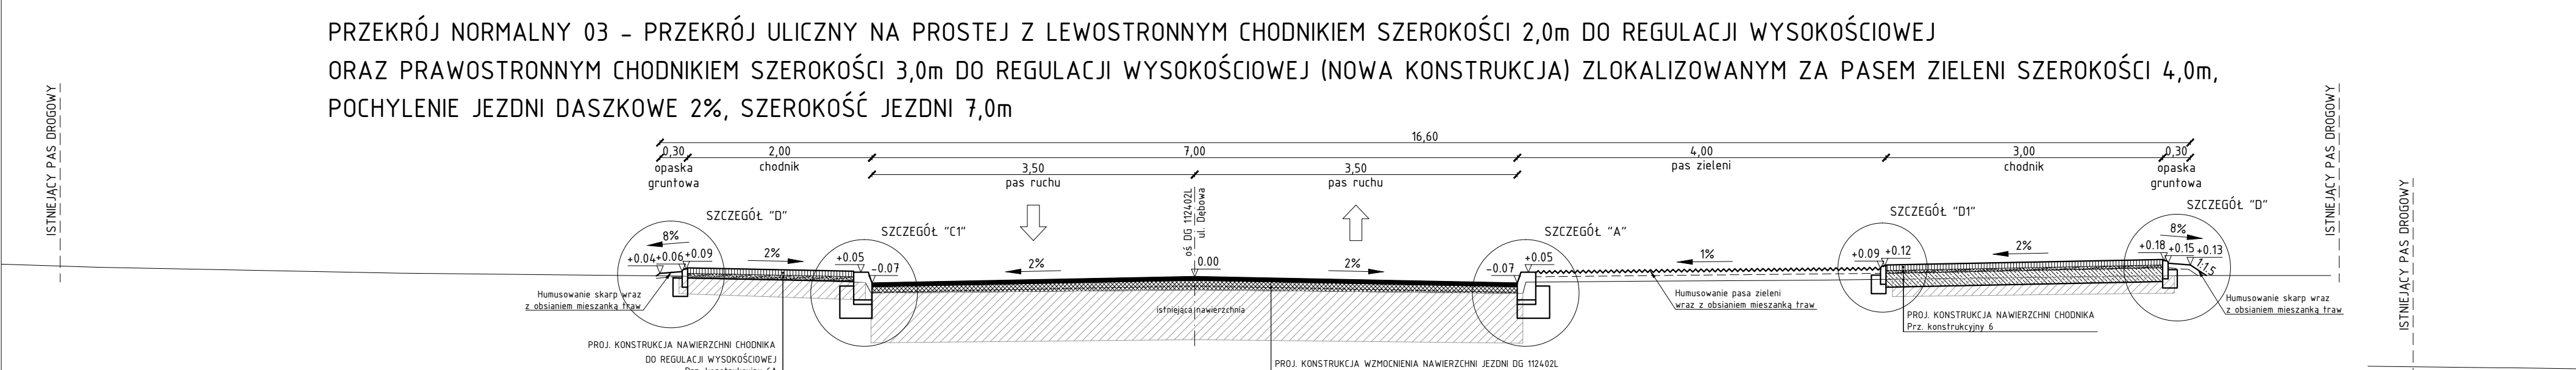 PRZEKRÓJ NORMALNY 03 - PRZEKRÓJ ULICZNY NA PROSTEJ Z LEWOSTRONNYM CHODNIKIEM SZEROKOŚCI 2,0m DO REGULACJI WYSOKOŚCIOWEJ
ORAZ PRAWOSTRONNYM CHODNIKIEM SZEROKOŚCI 3,0m DO REGULACJI WYSOKOŚCIOWEJ (NOWA KONSTRUKCJA) ZLOKALIZOWANYM ZA PASEM ZIELENI SZEROKOŚCI 4,0m,
POCHYLENIE JEZDNI DASZKOWE 2%, SZEROKOŚĆ JEZDNI 7,0m
ISTNIEJĄCY PAS DROGOWY
ISTNIEJĄCY PAS DROGOWY
ISTNIEJĄCY PAS DROGOWY
16,60
0,30
2,00
7,00
4,00
3,00
0,30
opaska
gruntowa
chodnik
3,50
pas ruchu
3,50
pas ruchu
pas zieleni
chodnik
opaska
gruntowa
oś DG 112402L
ul. Dębowa
SZCZEGÓŁ "D"
SZCZEGÓŁ "C1"
SZCZEGÓŁ "A"
SZCZEGÓŁ "D1"
SZCZEGÓŁ "D"
8%
+0.04
+0.06
+0.09
2%
+0.05
-0.07
2%
0.00
2%
-0.07
+0.05
1%
+0.09
+0.12
2%
+0.18
8%
+0.15
+0.13
1:1.5
Humusowanie skarp wraz
z obsianiem mieszanką traw
istniejąca nawierzchnia
Humusowanie pasa zieleni
wraz z obsianiem mieszanką traw
Humusowanie skarp wraz
z obsianiem mieszanką traw
PROJ. KONSTRUKCJA NAWIERZCHNI CHODNIKA
Prz. konstrukcyjny 6
PROJ. KONSTRUKCJA NAWIERZCHNI CHODNIKA
DO REGULACJI WYSOKOŚCIOWEJ
PROJ. KONSTRUKCJA WZMOCNIENIA NAWIERZCHNI JEZDNI DG 112402L